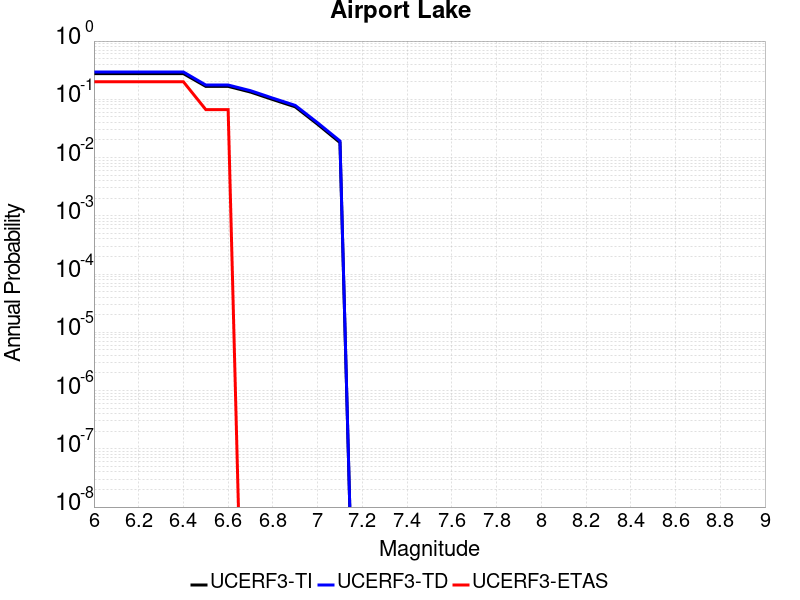 Airport Lake
10^0
10^-1
10^-2
10^-3
10^-4
10^-5
10^-6
10^-7
10^-8
Annual Probability
6 6.2 6.4 6.6 6.8 7 7.2 7.4 7.6 7.8 8 8.2 8.4 8.6 8.8 9
Magnitude
UCERF3-TI UCERF3-TD UCERF3-ETAS